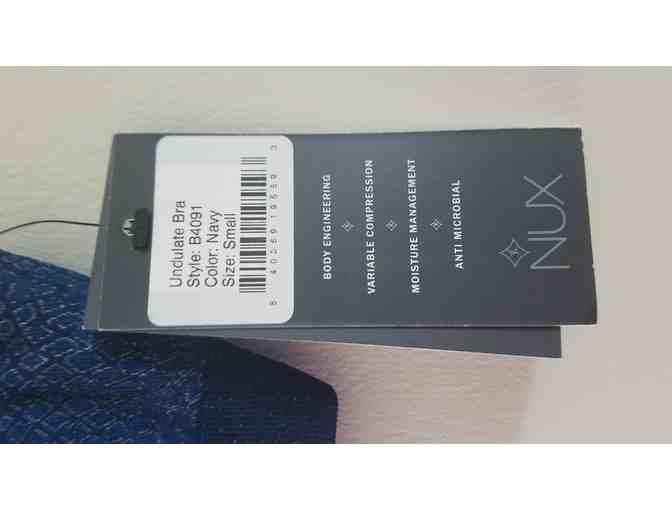 Undulate Bra
Style: B4091
Color: Navy
Size: Small
BODY ENGINEERING
VARIABLE COMPRESSION
MOISTURE MANAGEMENT
ANTI MICROBIAL
NUX